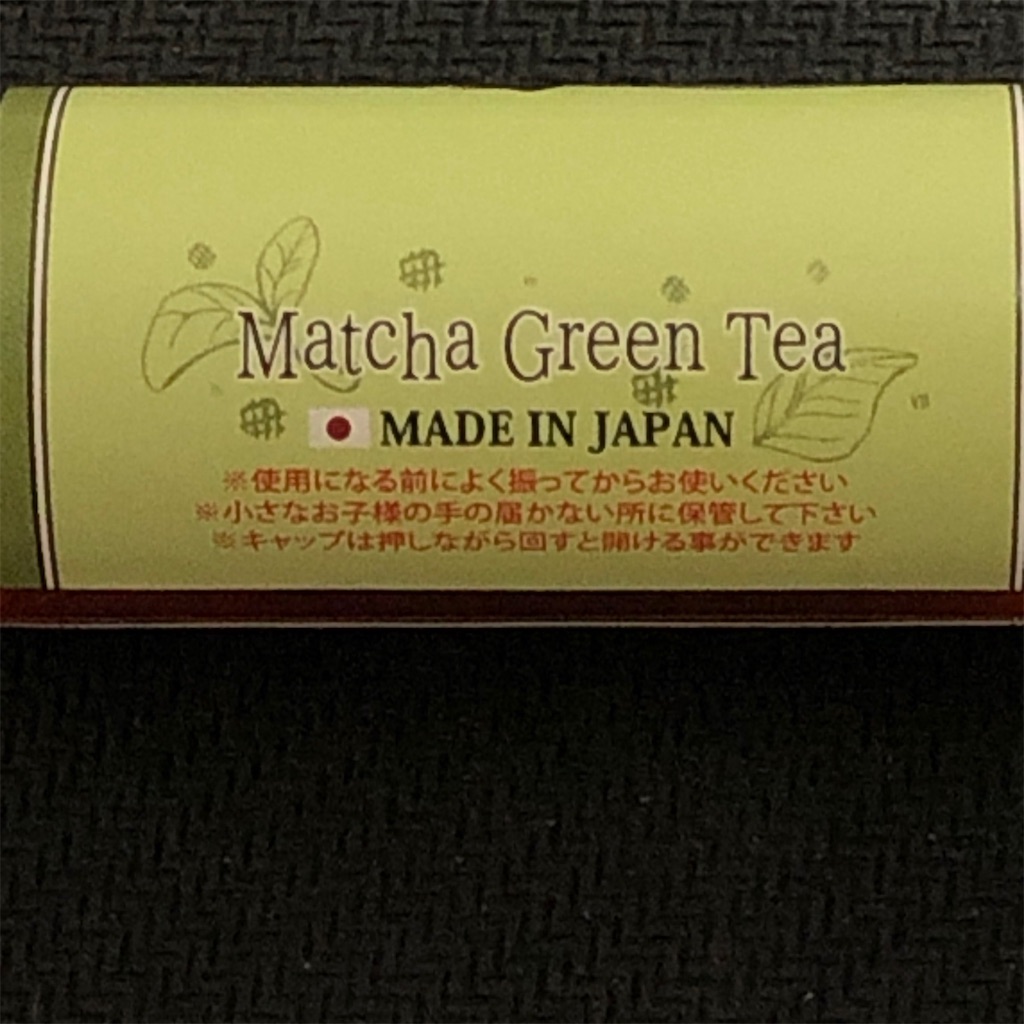 Matcha Green Tea
MADE IN JAPAN
※使用になる前によく振ってからお使いください
※小さなお子様の手の届かない所に保管して下さい
※キャップは押しながら回すと開ける事ができます